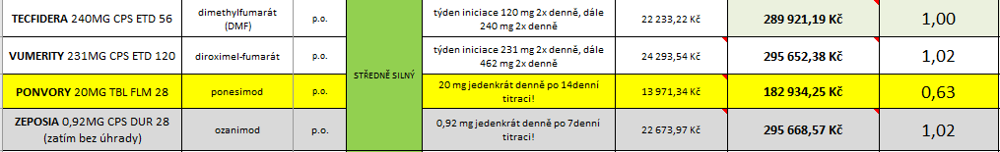 TECFIDERA 240MG CPS ETD 56
dimethylfumarát
(DMF)
p.o.
týden iniciace 120 mg 2x denně, dále
240 mg 2x denně
22 233,22 Kč
289 921,19 Kč
1,00
VUMERITY 231MG CPS ETD 120
diroximel-fumarát
p.o.
STŘEDNĚ SILNÝ
týden iniciace 231 mg 2x denně, dále
462 mg 2x denně
24 293,54 Kč
295 652,38 Kč
1,02
PONVORY 20MG TBL FLM 28
ponesimod
p.o.
20 mg jedenkrát denně po 14denní
titraci!
13 971,34 Kč
182 934,25 Kč
0,63
ZEPOSIA 0,92MG CPS DUR 28
(zatím bez úhrady)
ozanimod
p.o.
0,92 mg jedenkrát denně po 7denní
titraci!
22 673,97 Kč
295 668,57 Kč
1,02